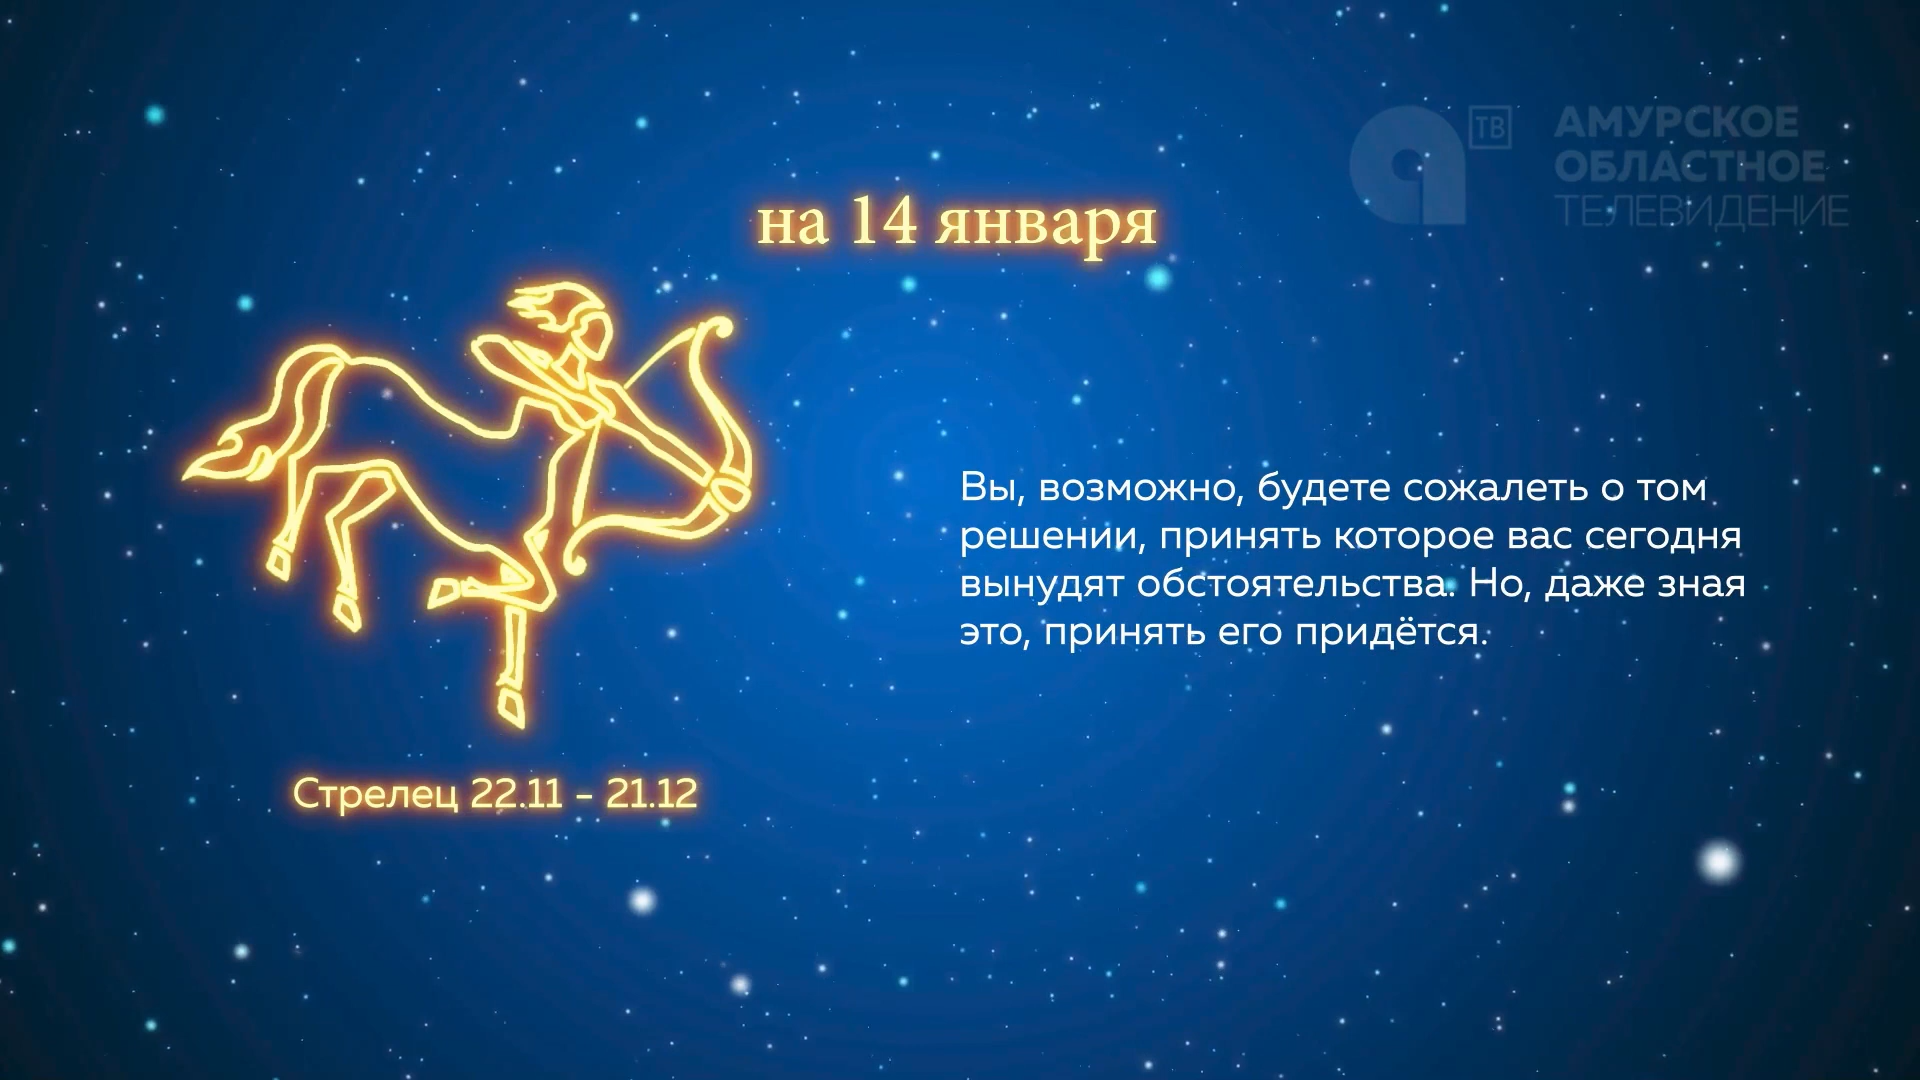 ТВ
АМУРСКОЕ
ОБЛАСТНОЕ
ТЕЛЕВИДЕНИЕ
на 14 января
Вы, возможно, будете сожалеть о том
решении, принять которое вас сегодня
вынудят обстоятельства. Но, даже зная
это, принять его придётся.
Стрелец 22.11 - 21.12